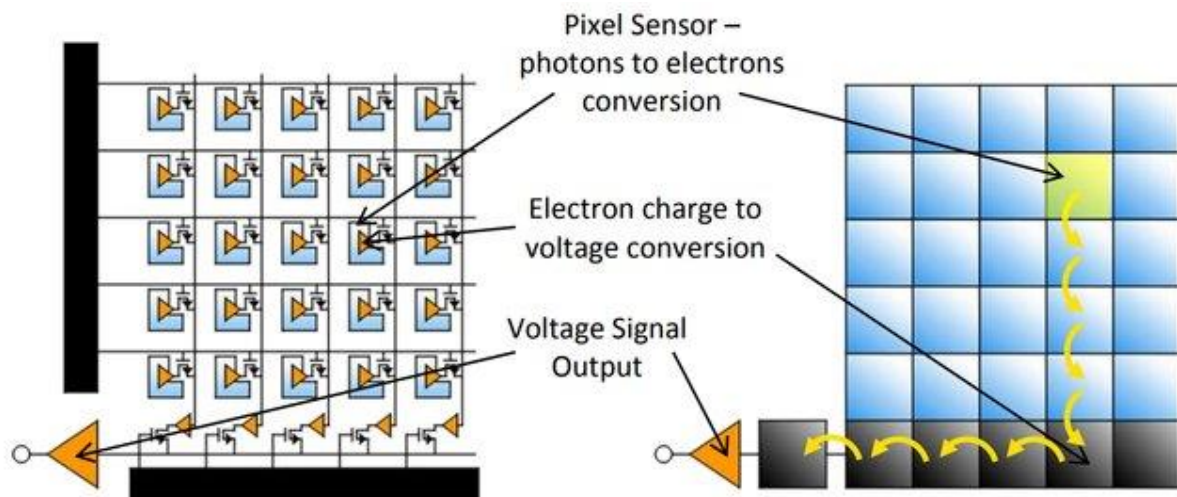 Pixel Sensor –
photons to electrons
conversion
Electron charge to
voltage conversion
Voltage Signal
Output